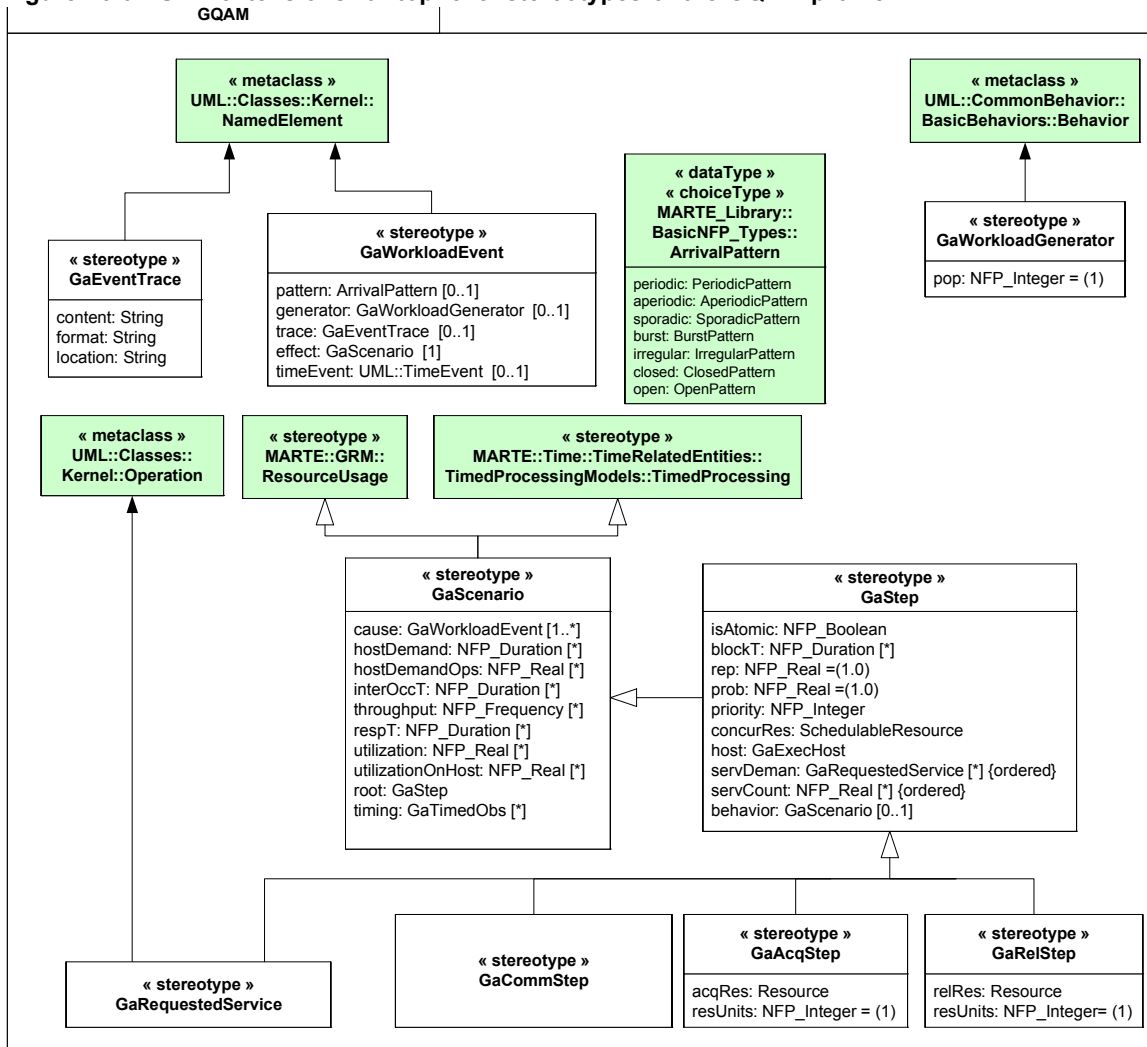 GQAM
« metaclass »
UML::Classes::Kernel::
NamedElement
« metaclass »
UML::CommonBehavior::
BasicBehaviors::Behavior
« dataType »
« choiceType »
MARTE_Library::
BasicNFP_Types::
ArrivalPattern
periodic: PeriodicPattern
aperiodic: AperiodicPattern
sporadic: SporadicPattern
burst: BurstPattern
irregular: IrregularPattern
closed: ClosedPattern
open: OpenPattern
« stereotype »
GaEventTrace
content: String
format: String
location: String
« stereotype »
GaWorkloadEvent
pattern: ArrivalPattern [0..1]
generator: GaWorkloadGenerator [0..1]
trace: GaEventTrace [0..1]
effect: GaScenario [1]
timeEvent: UML::TimeEvent [0..1]
« stereotype »
GaWorkloadGenerator
pop: NFP_Integer = (1)
« metaclass »
UML::Classes::
Kernel::Operation
« stereotype »
MARTE::GRM::
ResourceUsage
« stereotype »
MARTE::Time::TimeRelatedEntities::
TimedProcessingModels::TimedProcessing
« stereotype »
GaScenario
cause: GaWorkloadEvent [1..*]
hostDemand: NFP_Duration [*]
hostDemandOps: NFP_Real [*]
interOccT: NFP_Duration [*]
throughput: NFP_Frequency [*]
respT: NFP_Duration [*]
utilization: NFP_Real [*]
utilizationOnHost: NFP_Real [*]
root: GaStep
timing: GaTimedObs [*]
« stereotype »
GaStep
isAtomic: NFP_Boolean
blockT: NFP_Duration [*]
rep: NFP_Real =(1.0)
prob: NFP_Real =(1.0)
priority: NFP_Integer
concurRes: SchedulableResource
host: GaExecHost
servDeman: GaRequestedService [*] {ordered}
servCount: NFP_Real [*] {ordered}
behavior: GaScenario [0..1]
« stereotype »
GaRequestedService
« stereotype »
GaCommStep
« stereotype »
GaAcqStep
acqRes: Resource
resUnits: NFP_Integer = (1)
« stereotype »
GaRelStep
relRes: Resource
resUnits: NFP_Integer= (1)